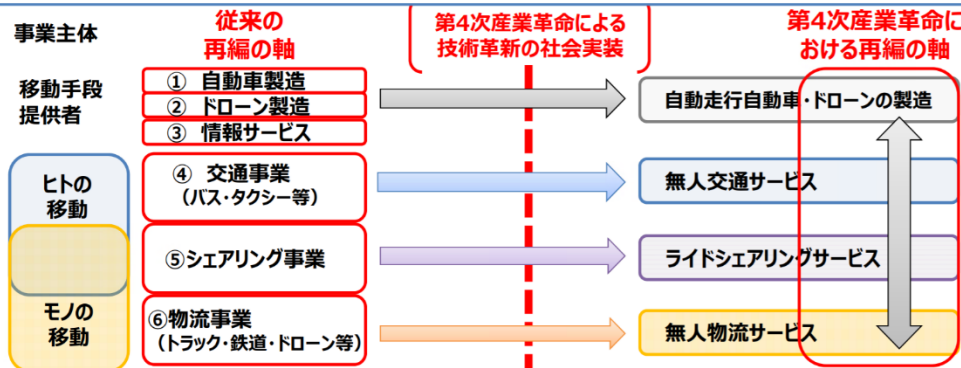 事業主体
従来の
再編の軸
第4次産業革命による
技術革新の社会実装
第4次産業革命に
おける再編の軸
移動手段
提供者
① 自動車製造
② ドローン製造
③ 情報サービス
自動走行自動車・ドローンの製造
ヒトの
移動
④ 交通事業
（バス・タクシー等）
無人交通サービス
⑤シェアリング事業
ライドシェアリングサービス
モノの
移動
⑥物流事業
（トラック・鉄道・ドローン等）
無人物流サービス